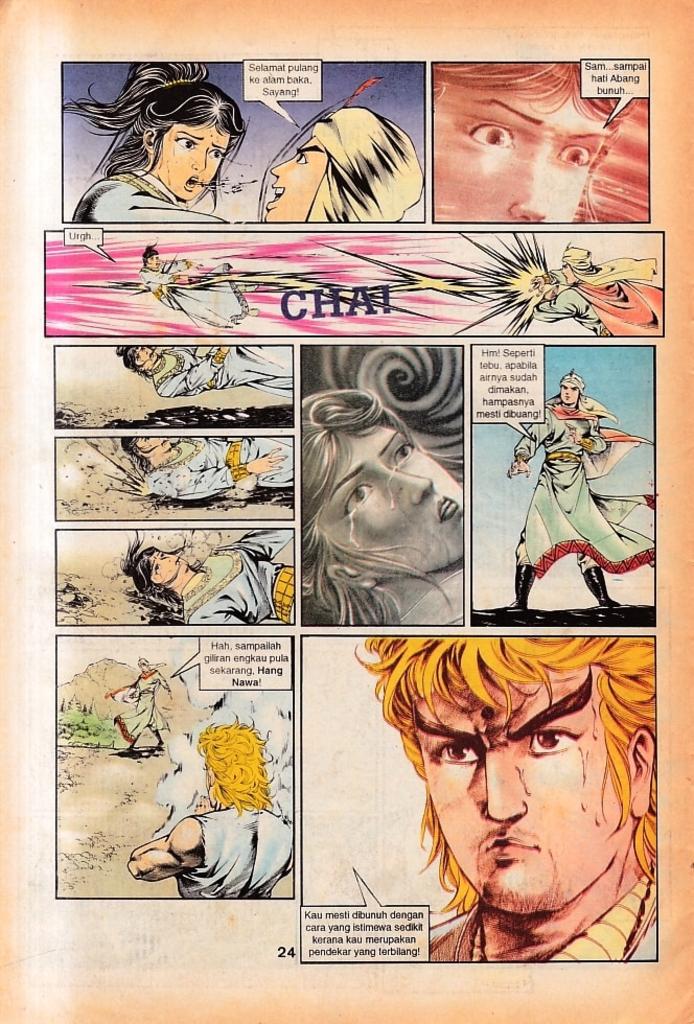 Selamat pulang
ke alam baka,
Sayang!
Sam...sampai
hati Abang
bunuh...
Urgh...
CHA!
Hm! Seperti
tebu, apabila
airnya sudah
dimakan,
hampasnya
mesti dibuang!
Hah, sampailah
giliran engkau pula
sekarang, Hang
Nawa!
Kau mesti dibunuh dengan
cara yang istimewa sedikit
kerana kau merupakan
pendekar yang terbilang!
24